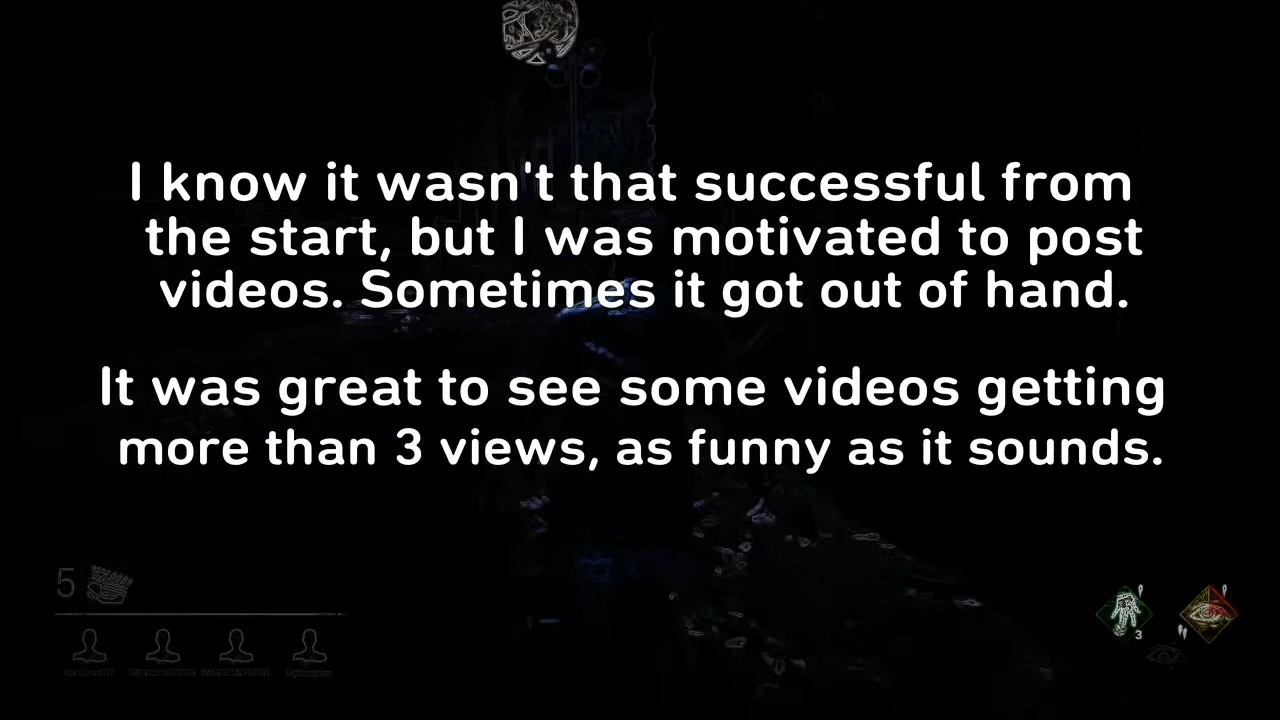 I know it wasn't that successful from
the start, but I was motivated to post
videos. Sometimes it got out of hand.
It was great to see some videos getting
more than 3 views, as funny as it sounds.
5
3